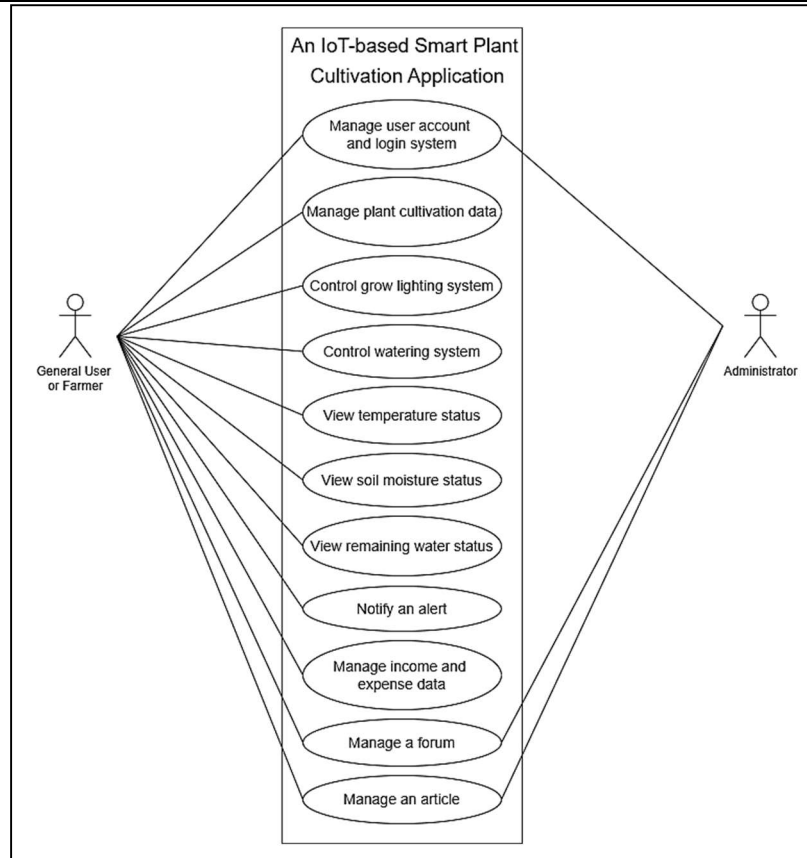 An IoT-based Smart Plant
Cultivation Application
Manage user account
and login system
Manage plant cultivation data
Control grow lighting system
Control watering system
View temperature status
View soil moisture status
View remaining water status
Notify an alert
Manage income and
expense data
Manage a forum
Manage an article
General User
or Farmer
Administrator